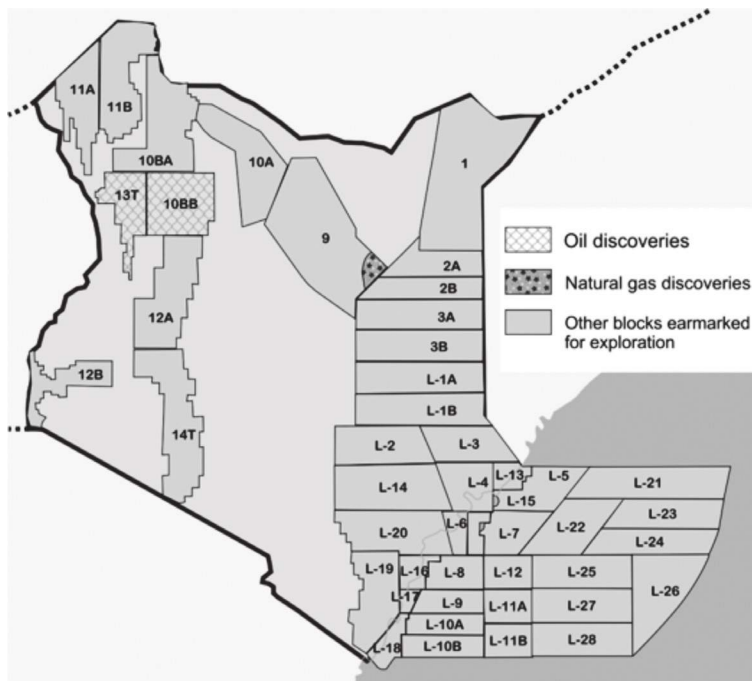 11A
11B
10BA
10A
1
13T
10BB
9
2A
2B
12A
3A
3B
12B
L-1A
L-1B
14T
L-2
L-3
L-13
L-5
L-4
L-14
L-21
L-15
L-6
L-7
L-22
L-23
L-20
L-24
L-19
L-16
L-8
L-12
L-25
L-26
L-17
L-9
L-11A
L-27
L-10A
L-18
L-10B
L-11B
L-28
Oil discoveries
Natural gas discoveries
Other blocks earmarked
for exploration